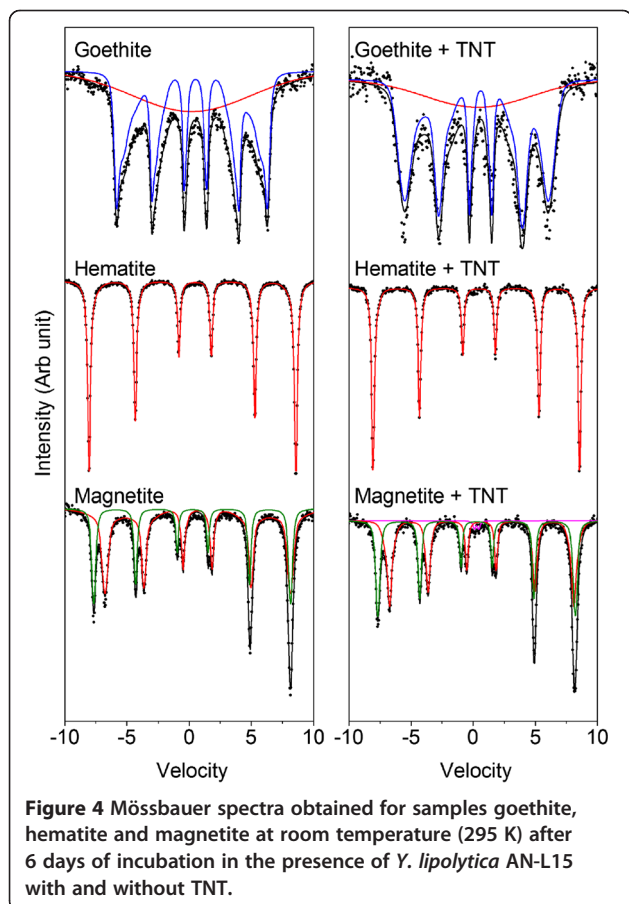 Goethite
Goethite + TNT
Hematite
Hematite + TNT
Magnetite
Magnetite + TNT
Intensity (Arb unit)
-10 -5 0 5 10
-10 -5 0 5 10
Velocity
Velocity
Figure 4 Mössbauer spectra obtained for samples goethite,
hematite and magnetite at room temperature (295 K) after
6 days of incubation in the presence of Y. lipolytica AN-L15
with and without TNT.